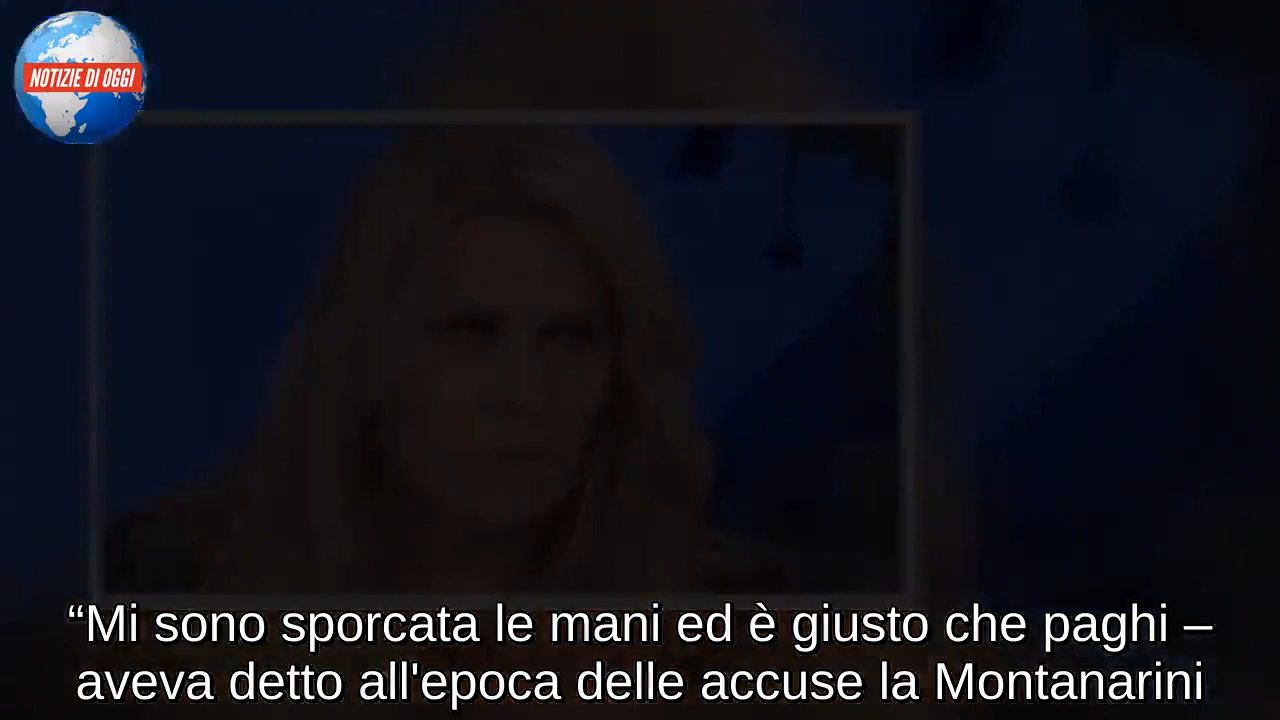 NOTIZIE DI OGGI
“Mi sono sporcata le mani ed è giusto che paghi –
aveva detto all'epoca delle accuse la Montanarini